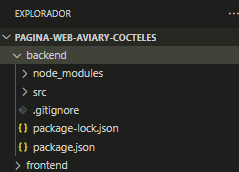 EXPLORADOR
PAGINA-WEB-AVIARY-COCTELES
backend
node_modules
src
.gitignore
package-lock.json
package.json
frontend